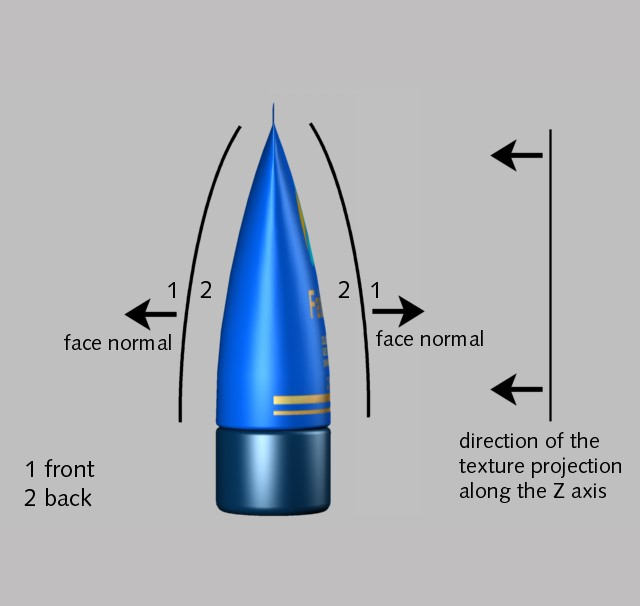 1 2
2 1
face normal
face normal
direction of the
texture projection
along the Z axis
1 front
2 back